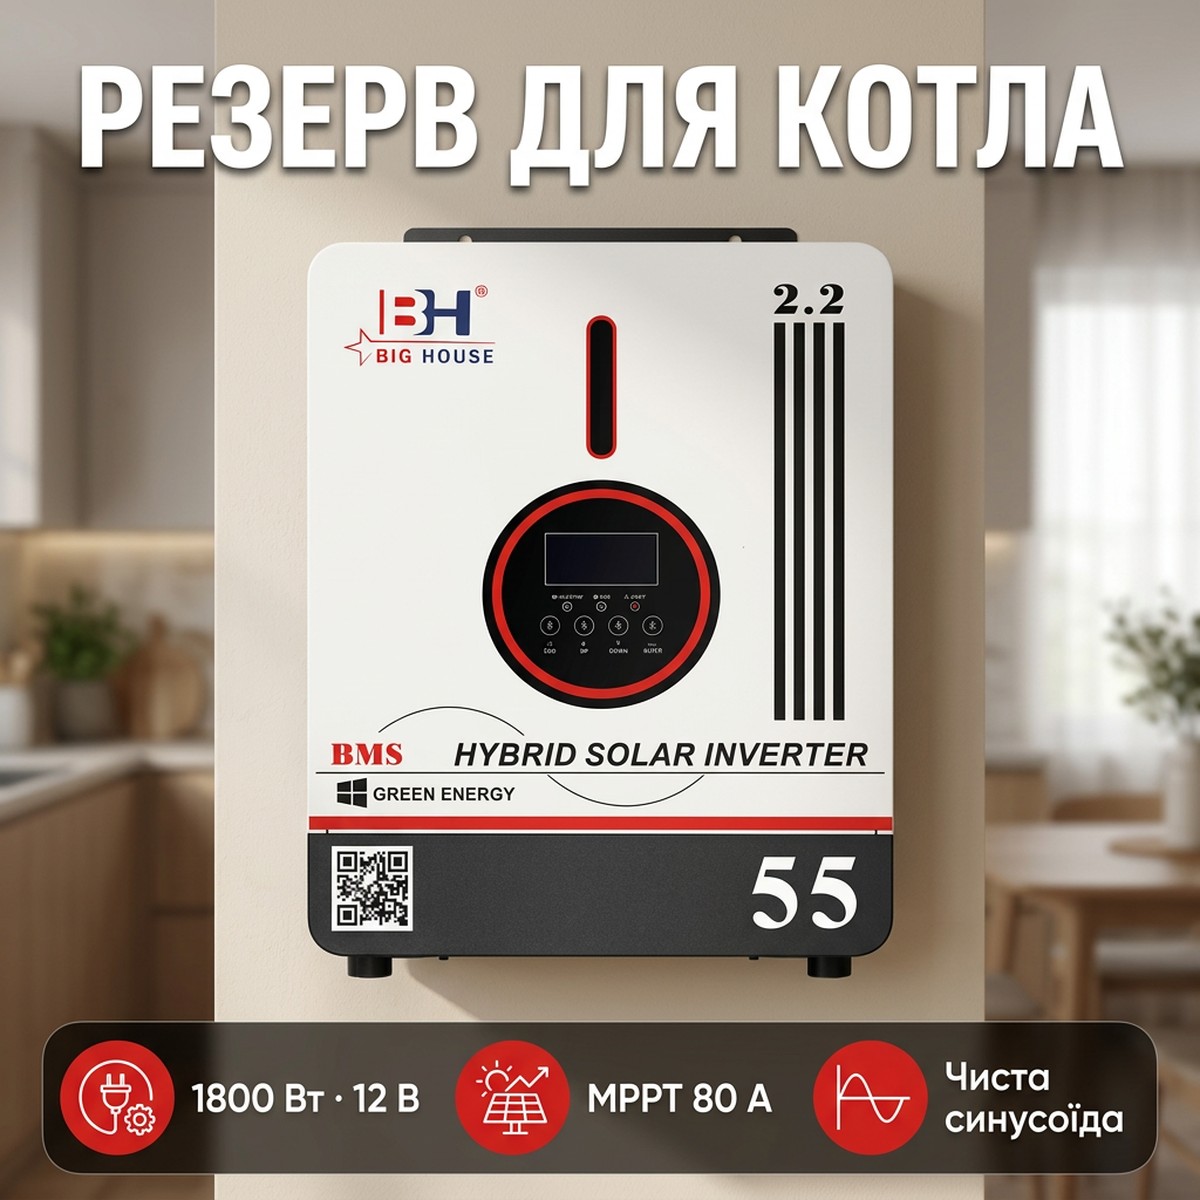 РЕЗЕРВ ДЛЯ КОТЛА
BH®
BIG HOUSE
2.2
BMS
HYBRID SOLAR INVERTER
GREEN ENERGY
55
1800 Вт · 12 В
МРРТ 80 А
Чиста
синусоїда